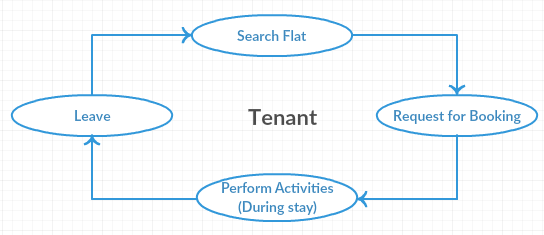 Search Flat
Leave
Tenant
Request for Booking
Perform Activities
(During stay)